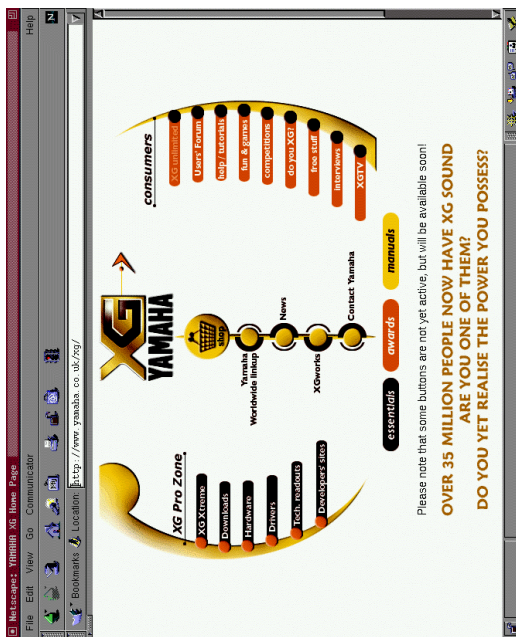 Netscape: YAMAHA XG Home Page
File Edit View Go Communicator
Help
Bookmarks Location: http://www.yamaha.co.uk/xg/
N
XG
YAMAHA
XG Pro Zone
XG Xtreme
Downloads
Hardware
Drivers
Tech. readouts
Developers' sites
shop
Yamaha
Worldwide linkup
News
XGworks
Contact Yamaha
consumers
XG unlimited
Users' Forum
help / tutorials
fun & games
competitions
do you XG?
free stuff
interviews
XGTV
essentials
awards
manuals
Please note that some buttons are not yet active, but will be available soon!
OVER 35 MILLION PEOPLE NOW HAVE XG SOUND
ARE YOU ONE OF THEM?
DO YOU YET REALISE THE POWER YOU POSSESS?